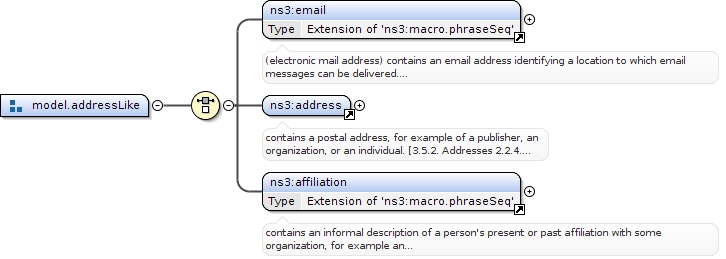 ns3:email
Type Extension of 'ns3:macro.phraseSeq'
(electronic mail address) contains an email address identifying a location to which email
messages can be delivered....
model.addressLike
ns3:address
contains a postal address, for example of a publisher, an
organization, or an individual. [3.5.2. Addresses 2.2.4....
ns3:affiliation
Type Extension of 'ns3:macro.phraseSeq'
contains an informal description of a person's present or past affiliation with some
organization, for example an...